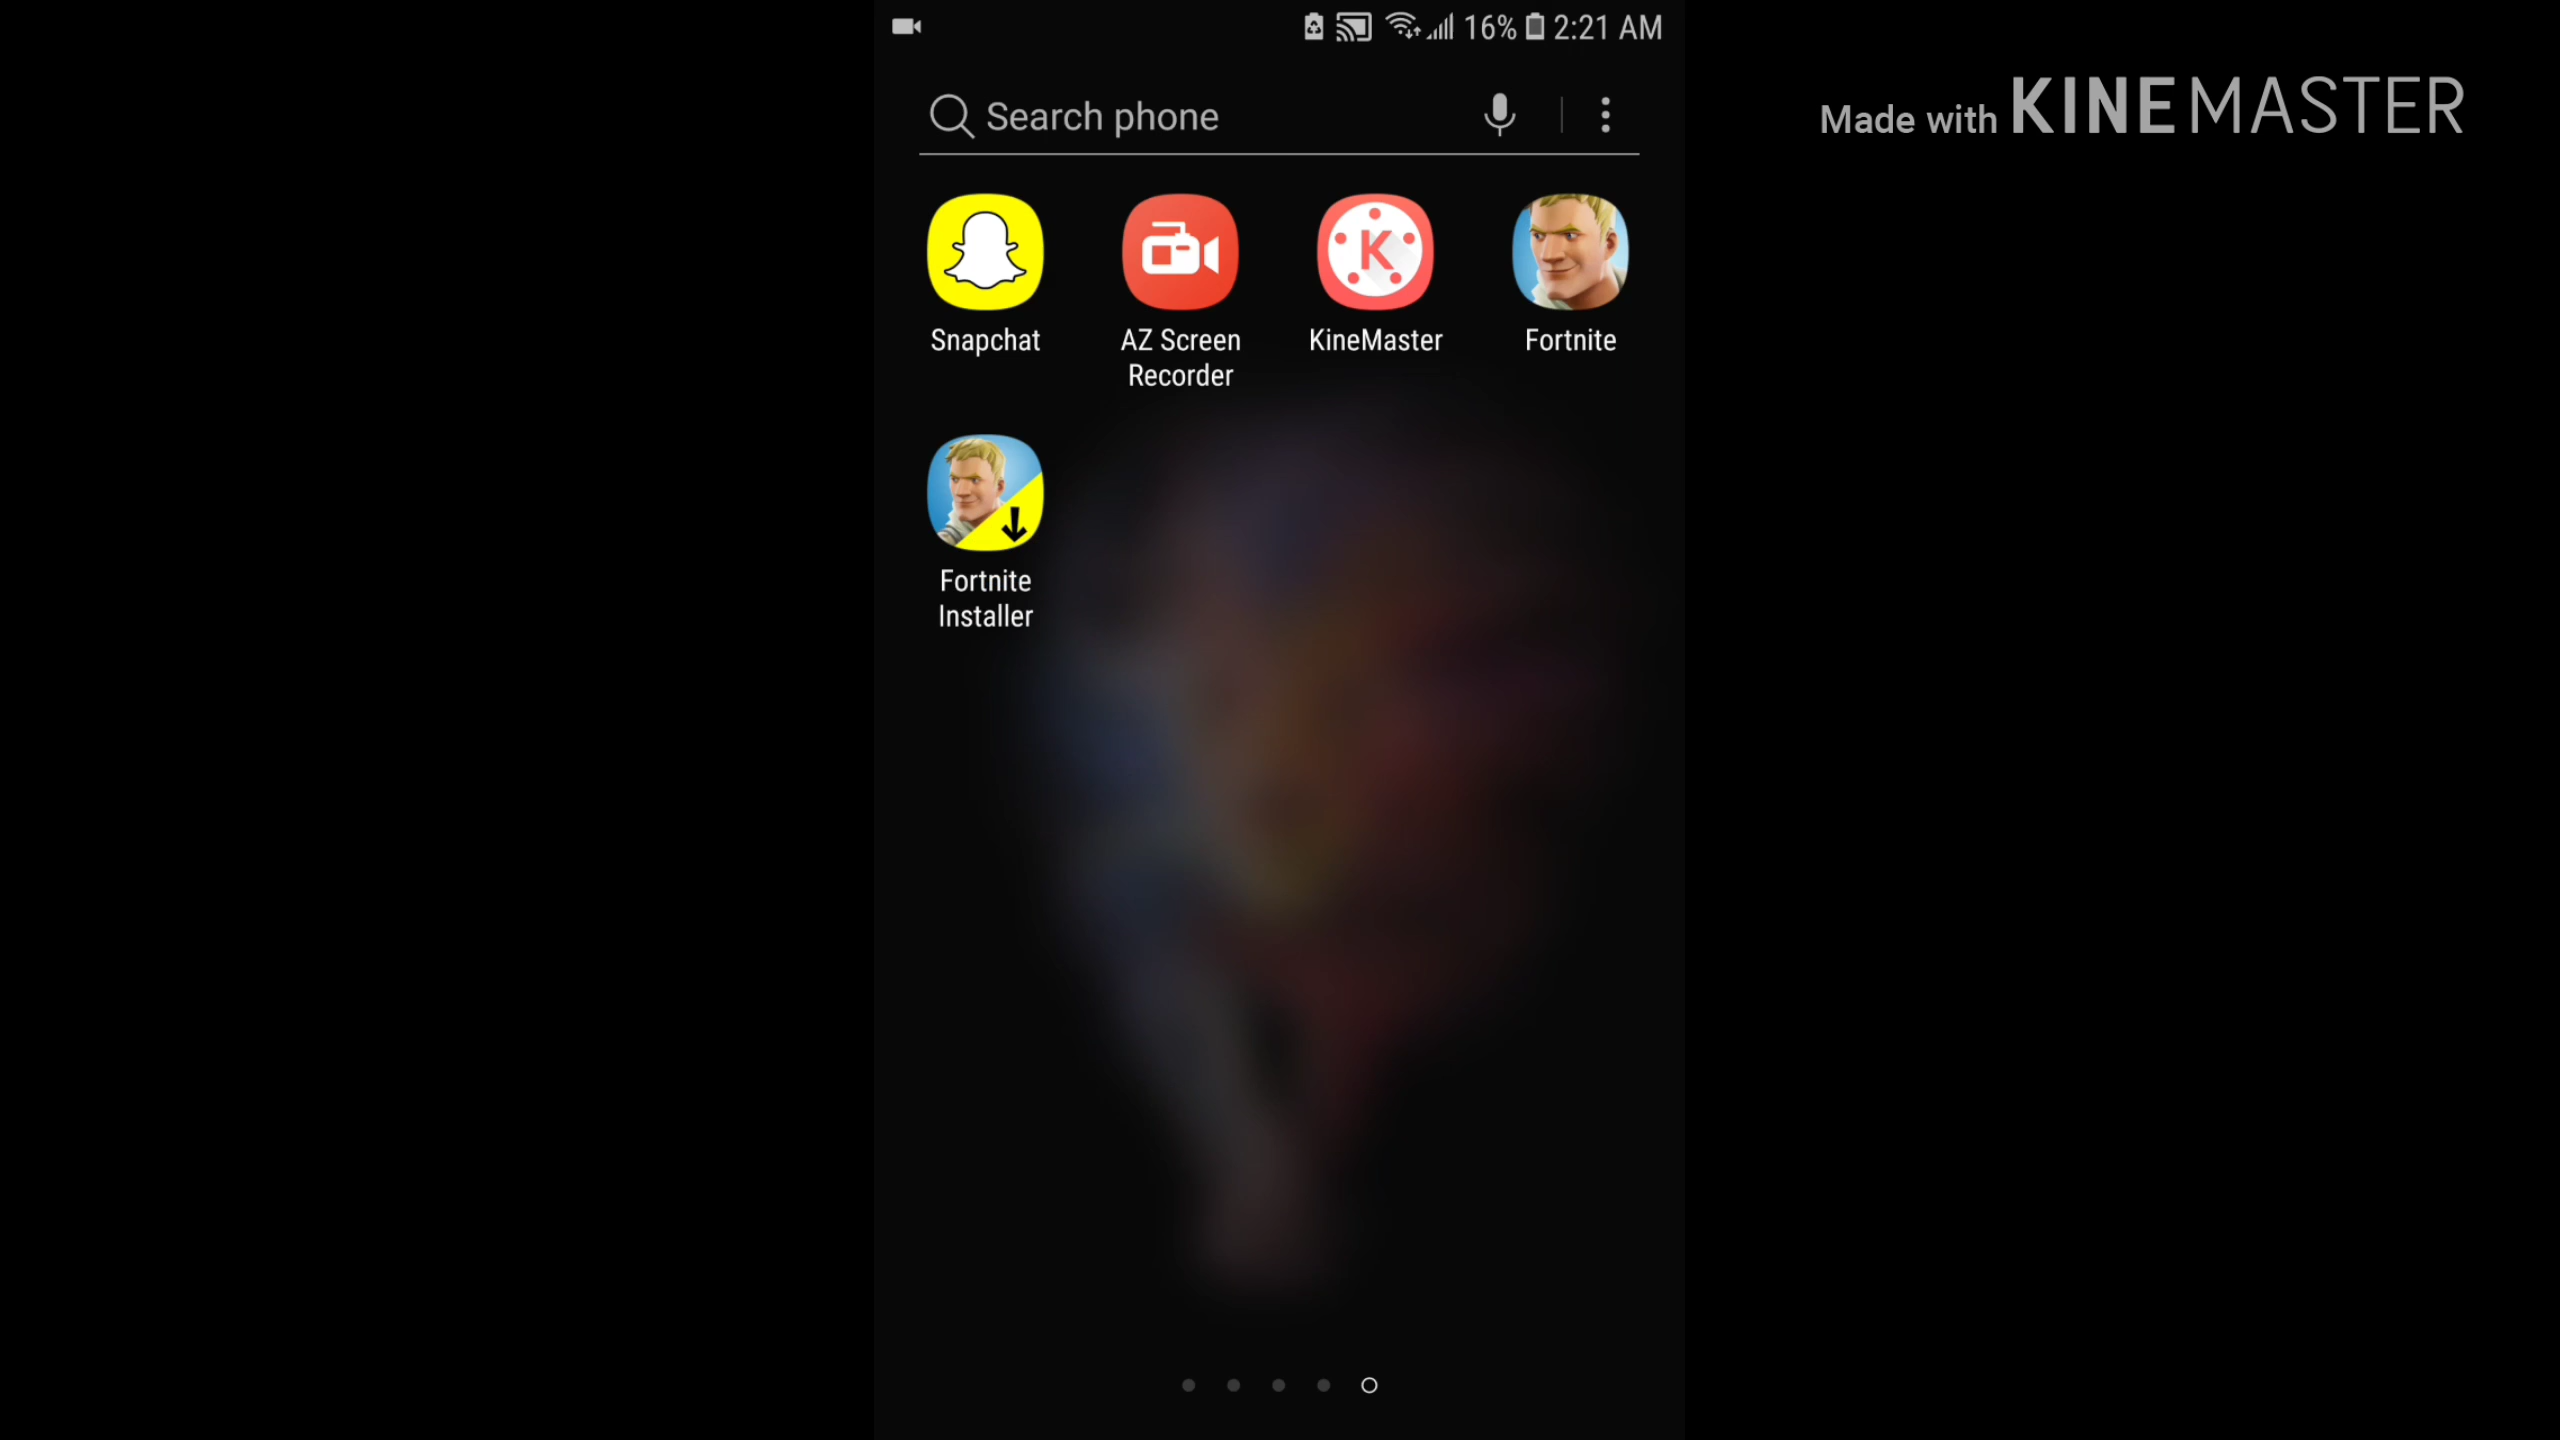 16% 2:21 AM
Made with KINEMASTER
Search phone
Snapchat
AZ Screen
Recorder
KineMaster
Fortnite
Fortnite
Installer